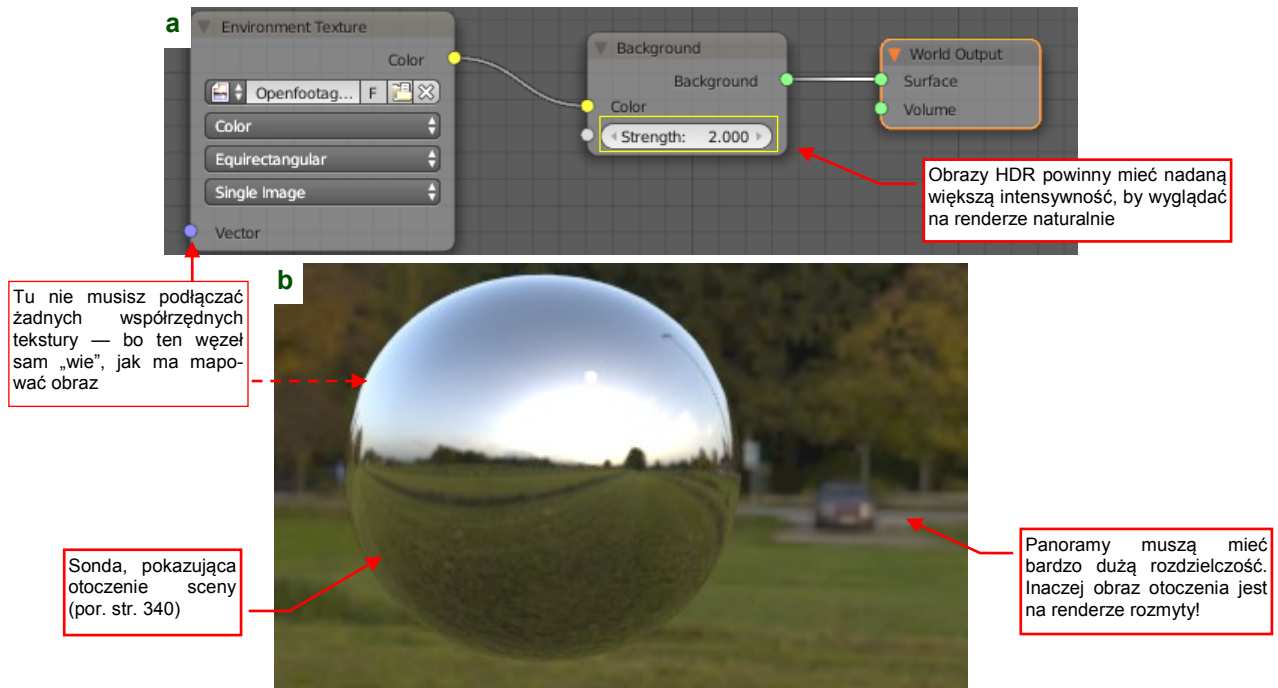 a
Environment Texture
Color
Openfootag... F
Color
Equirectangular
Single Image
Vector
Background
Background
Color
Strength: 2.000
World Output
Surface
Volume
Obrazy HDR powinny mieć nadaną
większą intensywność, by wyglądać
na renderze naturalnie
Tu nie musisz podłączać
żadnych współrzędnych
tekstury — bo ten węzeł
sam „wie”, jak ma mapo-
wać obraz
b
Sonda, pokazująca
otoczenie sceny
(por. str. 340)
Panoramy muszą mieć
bardzo dużą rozdzielczość.
Inaczej obraz otoczenia jest
na renderze rozmyty!